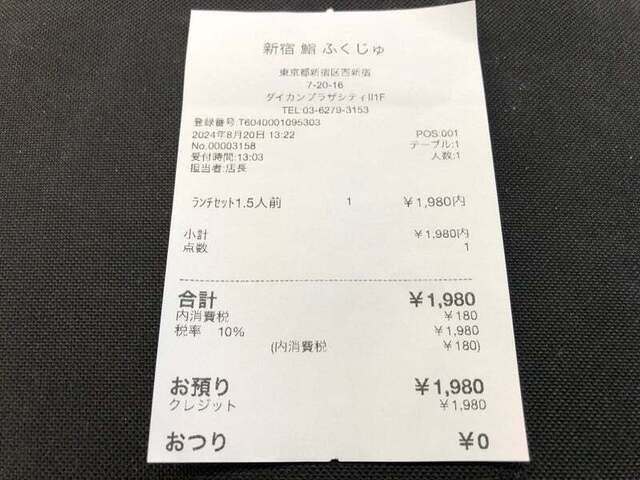 新宿 鮨 ふくじゅ
東京都新宿区西新宿
7-20-16
ダイカンプラザシティII1F
TEL:03-6279-3153
登録番号 T6040001095303
2024年8月20日 13:22 POS:001
No.00003158 テーブル:1
受付時間:13:03 人数:1
担当者:店長
ﾗﾝﾁｾｯﾄ1.5人前 1 ¥1,980内
小計 ¥1,980内
点数 1
合計 ¥1,980
内消費税 ¥180
税率 10% ¥1,980
(内消費税 ¥180)
お預り ¥1,980
クレジット ¥1,980
おつり ¥0